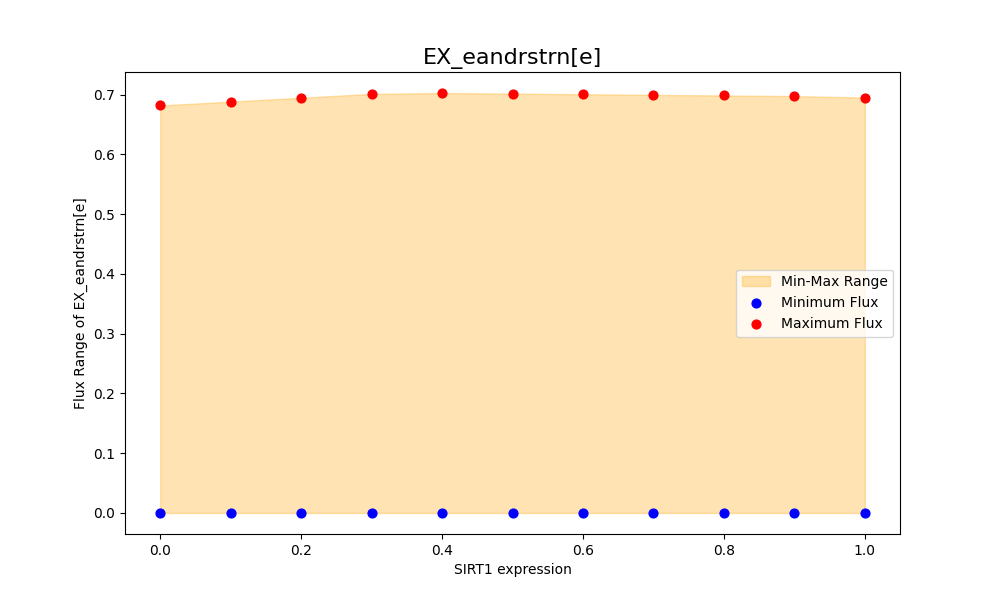 EX_eandrstrn[e]
Flux Range of EX_eandrstrn[e]
0.7
0.6
0.5
0.4
0.3
0.2
0.1
0.0
Min-Max Range
Minimum Flux
Maximum Flux
0.0 0.2 0.4 0.6 0.8 1.0
SIRT1 expression